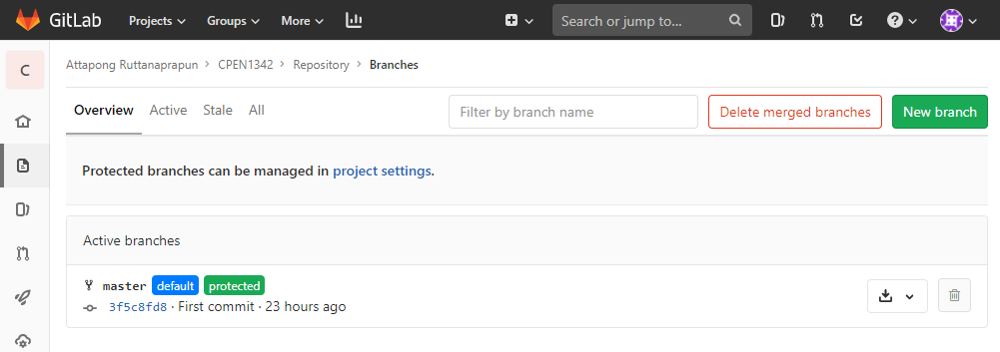 GitLab Projects Groups More Search or jump to...
C Attapong Ruttanaprapun > CPEN1342 > Repository > Branches
Overview Active Stale All Filter by branch name Delete merged branches New branch
Protected branches can be managed in project settings.
Active branches
master default protected
3f5c8fd8 · First commit · 23 hours ago